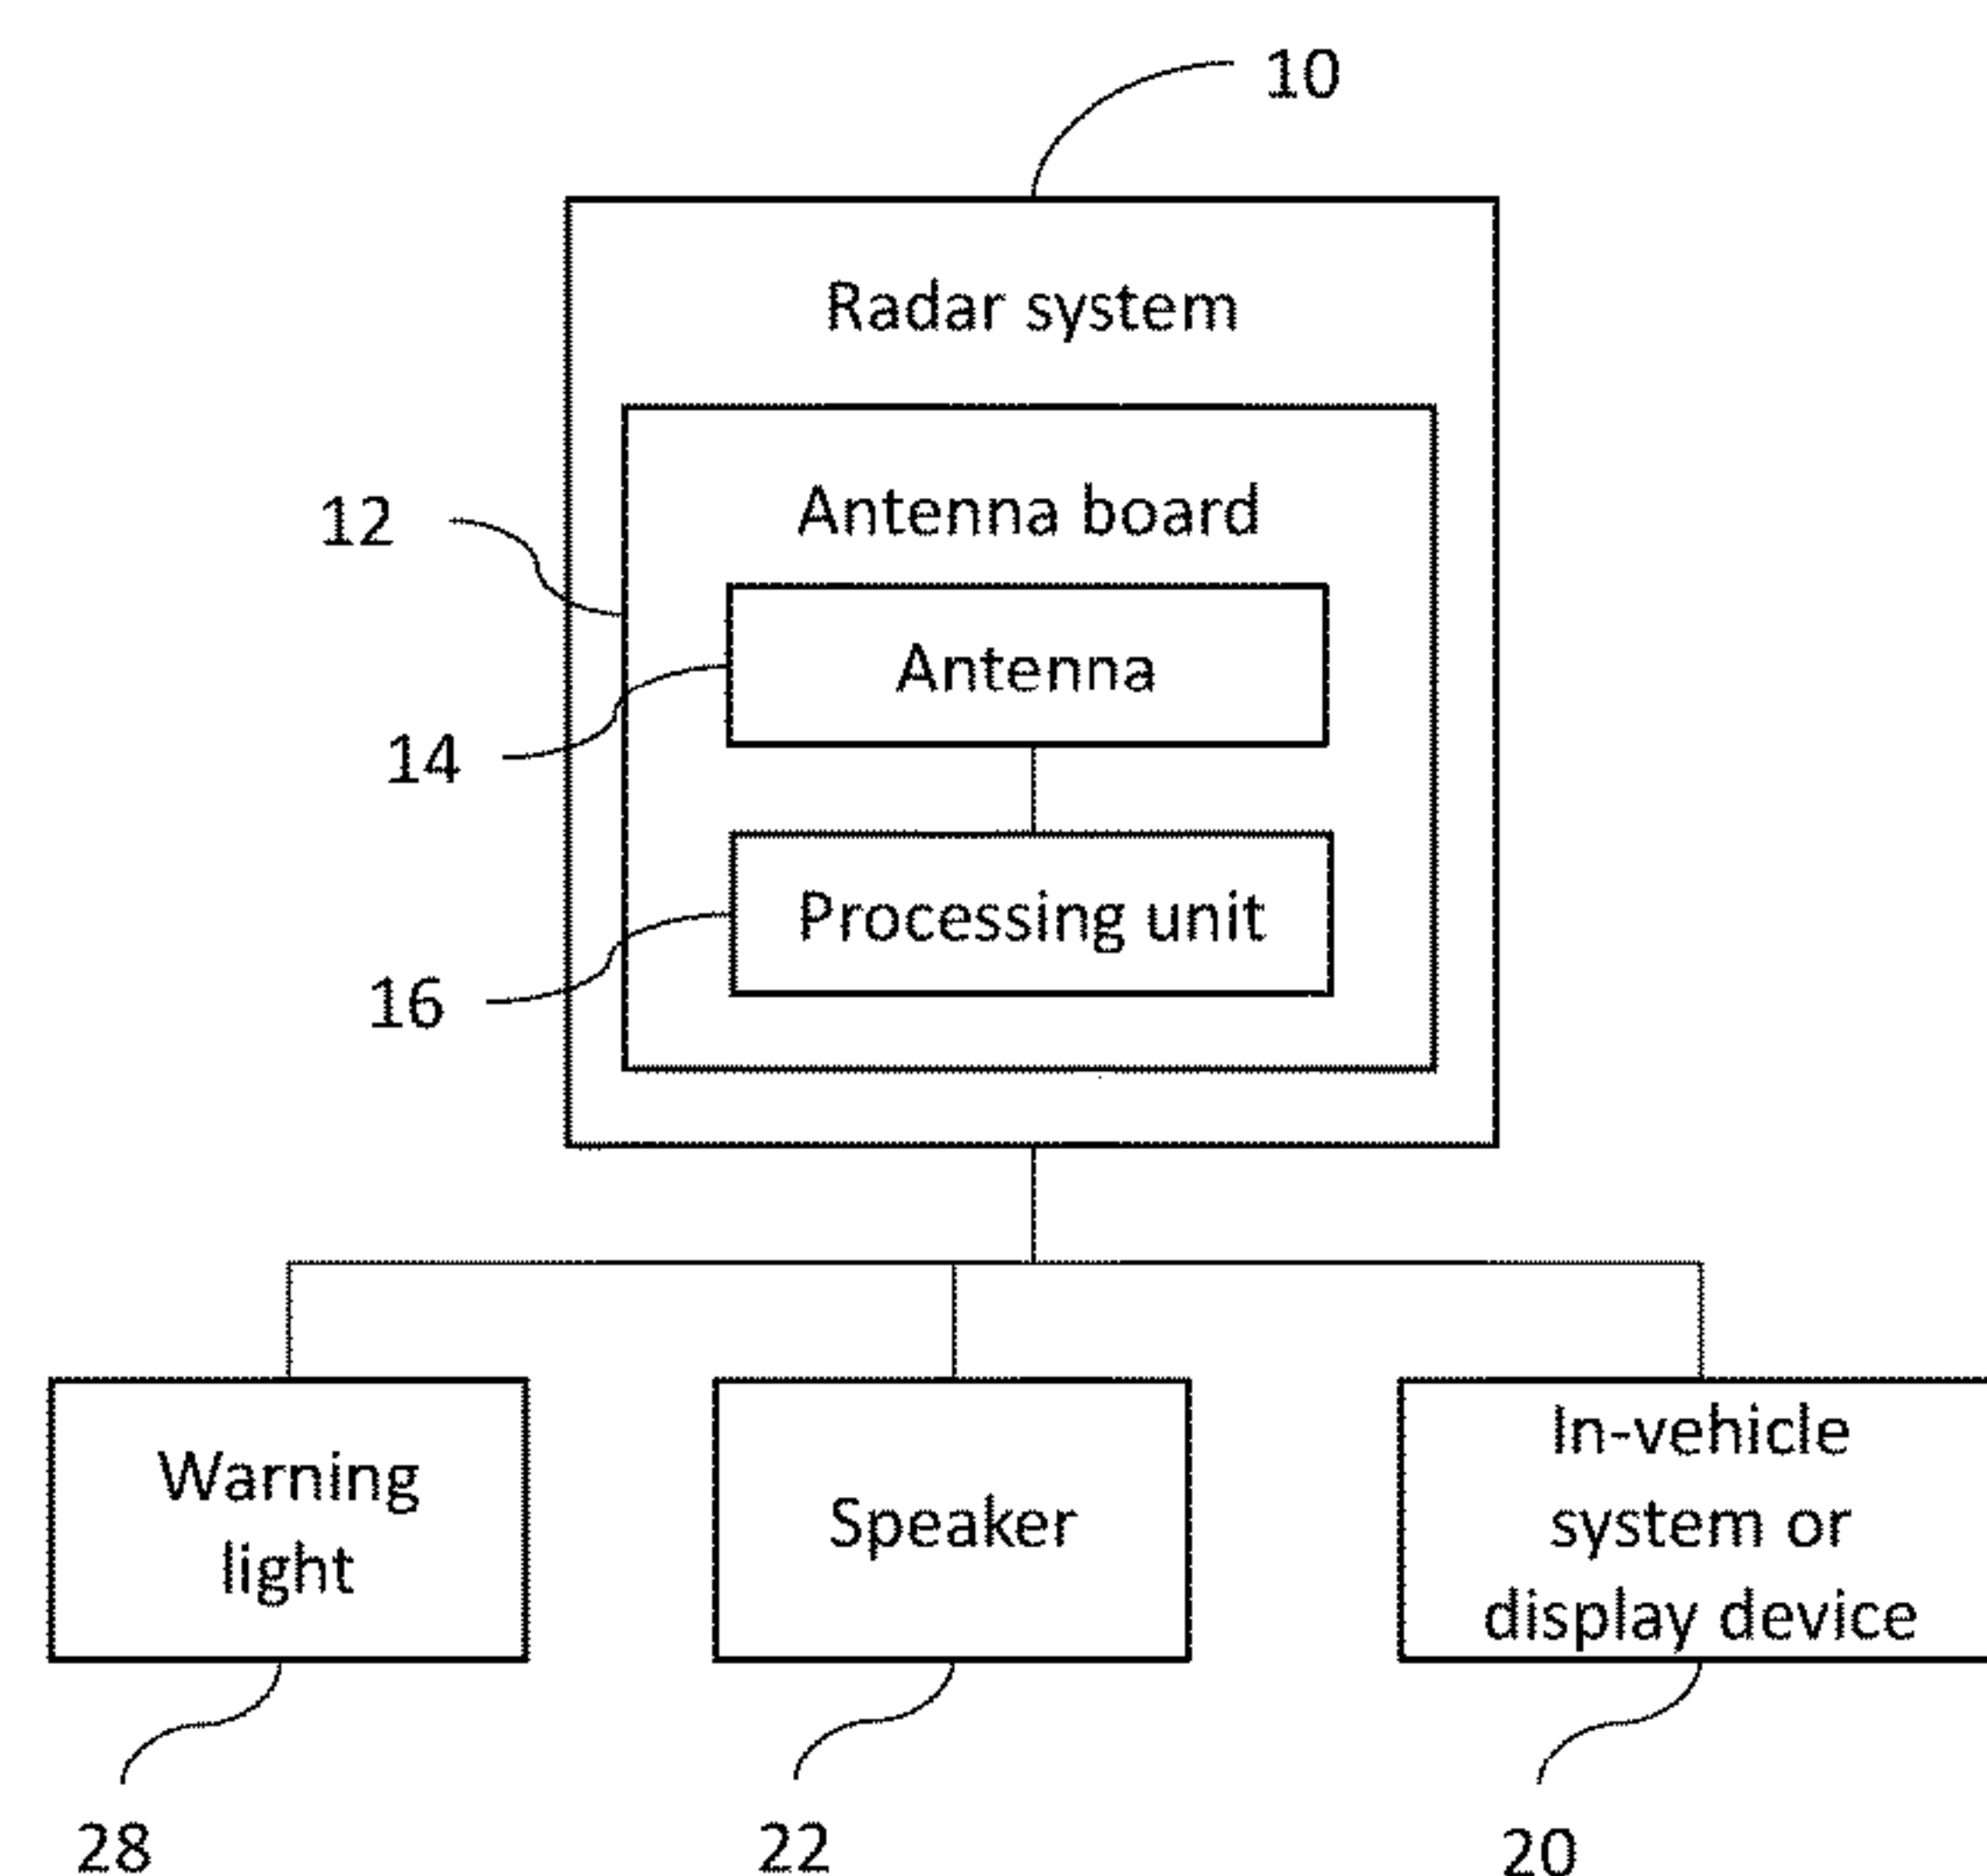 10
Radar system
12
Antenna board
Antenna
14
Processing unit
16
Warning
light
Speaker
In-vehicle
system or
display device
28
22
20